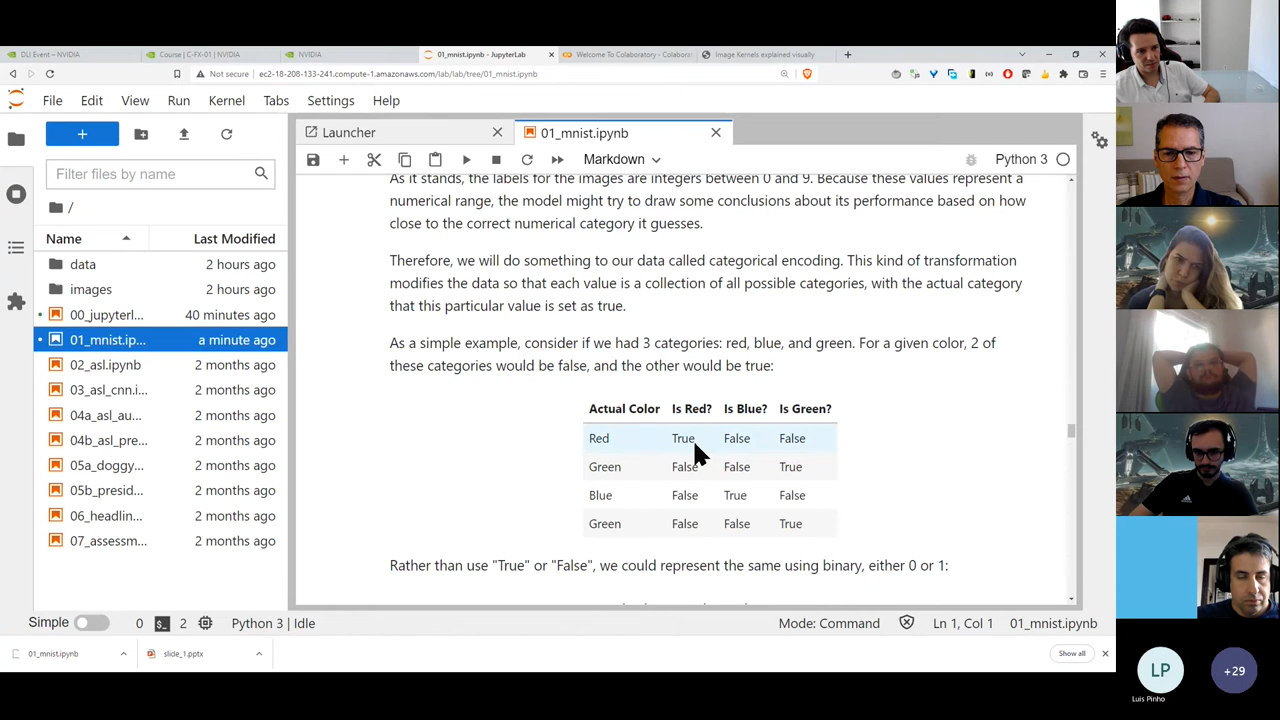 DLI Event – NVIDIA
Course | C-FX-01 | NVIDIA
NVIDIA
01_mnist.ipynb - JupyterLab
Welcome To Colaboratory - Colabora
Image Kernels explained visually
Not secure
ec2-18-208-133-241.compute-1.amazonaws.com/lab/lab/tree/01_mnist.ipynb
File Edit View Run Kernel Tabs Settings Help
Launcher
01_mnist.ipynb
Markdown
Python 3
Filter files by name
/
Name Last Modified
data 2 hours ago
images 2 hours ago
00_jupyterl... 40 minutes ago
01_mnist.ip... a minute ago
02_asl.ipynb 2 months ago
03_asl_cnn.i... 2 months ago
04a_asl_au... 2 months ago
04b_asl_pre... 2 months ago
05a_doggy... 2 months ago
05b_presid... 2 months ago
06_headlin... 2 months ago
07_assessm... 2 months ago
As it stands, the labels for the images are integers between 0 and 9. Because these values represent a
numerical range, the model might try to draw some conclusions about its performance based on how
close to the correct numerical category it guesses.
Therefore, we will do something to our data called categorical encoding. This kind of transformation
modifies the data so that each value is a collection of all possible categories, with the actual category
that this particular value is set as true.
As a simple example, consider if we had 3 categories: red, blue, and green. For a given color, 2 of
these categories would be false, and the other would be true:
Actual Color Is Red? Is Blue? Is Green?
Red True False False
Green False False True
Blue False True False
Green False False True
Rather than use "True" or "False", we could represent the same using binary, either 0 or 1:
Simple 0 2 Python 3 | Idle Mode: Command Ln 1, Col 1 01_mnist.ipynb
01_mnist.ipynb
slide_1.pptx
Show all
LP
Luis Pinho
+29